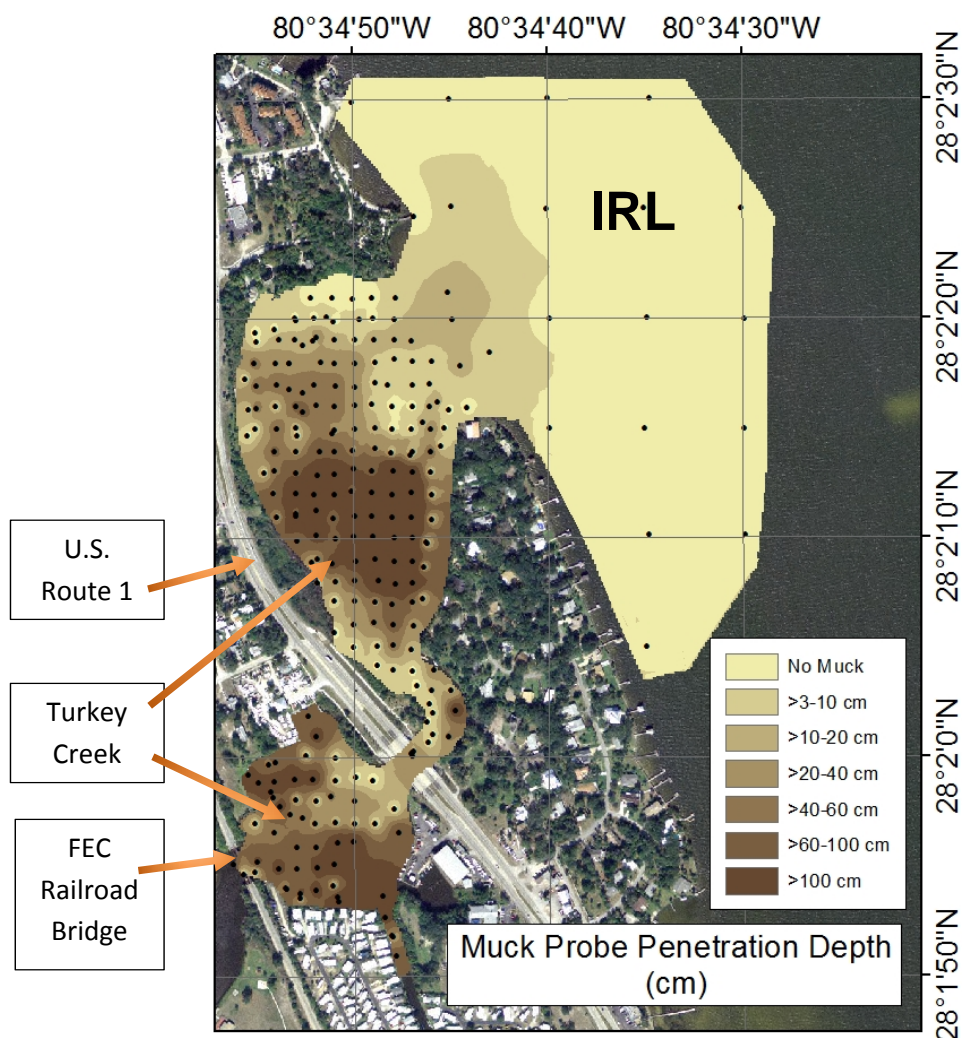 80°34'50"W
80°34'40"W
80°34'30"W
28°2'30"N
IRL
28°2'20"N
28°2'10"N
U.S.
Route 1
Turkey
Creek
FEC
Railroad
Bridge
28°2'0"N
28°1'50"N
No Muck
>3-10 cm
>10-20 cm
>20-40 cm
>40-60 cm
>60-100 cm
>100 cm
Muck Probe Penetration Depth
(cm)